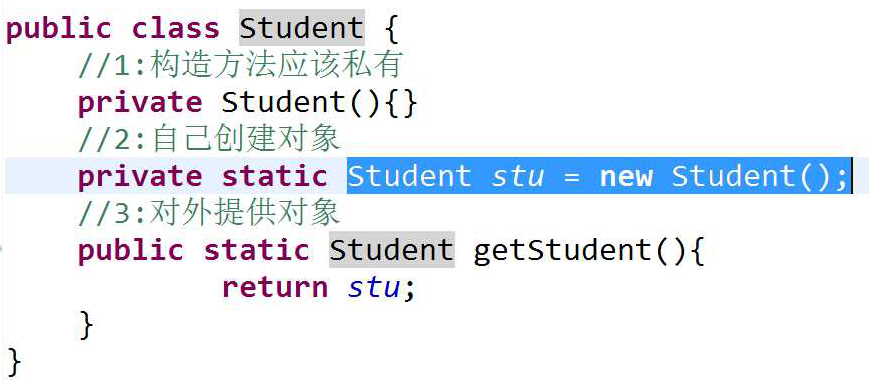 public class Student {
//1:构造方法应该私有
private Student(){}
//2:自己创建对象
private static Student stu = new Student();
//3:对外提供对象
public static Student getStudent(){
return stu;
}
}